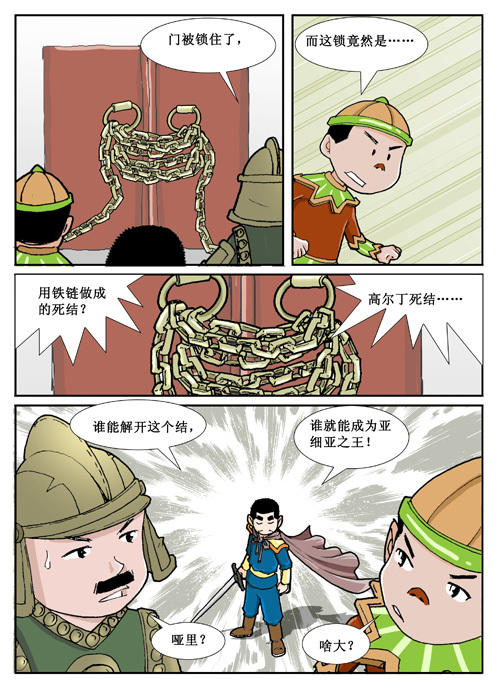 门被锁住了，
而这锁竟然是……
用铁链做成
的死结？
高尔丁死结……
谁能解开这个结，
谁就能成为亚
细亚之王！
哑里？
啥大？